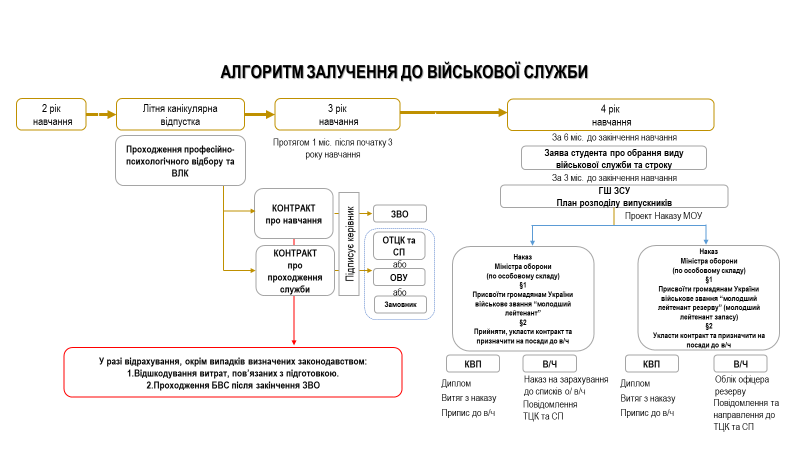 АЛГОРИТМ ЗАЛУЧЕННЯ ДО ВІЙСЬКОВОЇ СЛУЖБИ
2 рік
навчання
Літня канікулярна
відпустка
3 рік
навчання
4 рік
навчання
Проходження професійно-
психологічного відбору та
ВЛК
Протягом 1 міс. після початку 3
року навчання
За 6 міс. до закінчення навчання
Заява студента про обрання виду
військової служби та строку
За 3 міс. до закінчення навчання
ГШ ЗСУ
План розподілу випускників
Проект Наказу МОУ
КОНТРАКТ
про навчання
КОНТРАКТ
про
проходження
служби
Підписує керівник
ЗВО
ОТЦК та
СП
або
ОВУ
або
Замовник
У разі відрахування, окрім випадків визначених законодавством:
1.Відшкодування витрат, пов’язаних з підготовкою.
2.Проходження БВС після закінчення ЗВО
Наказ
Міністра оборони
(по особовому складу)
§1
Присвоїти громадянам України
військове звання “молодший
лейтенант”
§2
Прийняти, укласти контракт та
призначити на посади до в/ч
Наказ
Міністра оборони
(по особовому складу)
§1
Присвоїти громадянам України
військове звання “молодший
лейтенант резерву” (молодший
лейтенант запасу)
§2
Укласти контракт та призначити на
посади до в/ч
КВП
Диплом
Витяг з наказу
Припис до в/ч
В/Ч
Наказ на зарахування
до списків о/ в/ч
Повідомлення
ТЦК та СП
КВП
Диплом
Витяг з наказу
Припис до в/ч
В/Ч
Облік офіцера
резерву
Повідомлення та
направлення до
ТЦК та СП